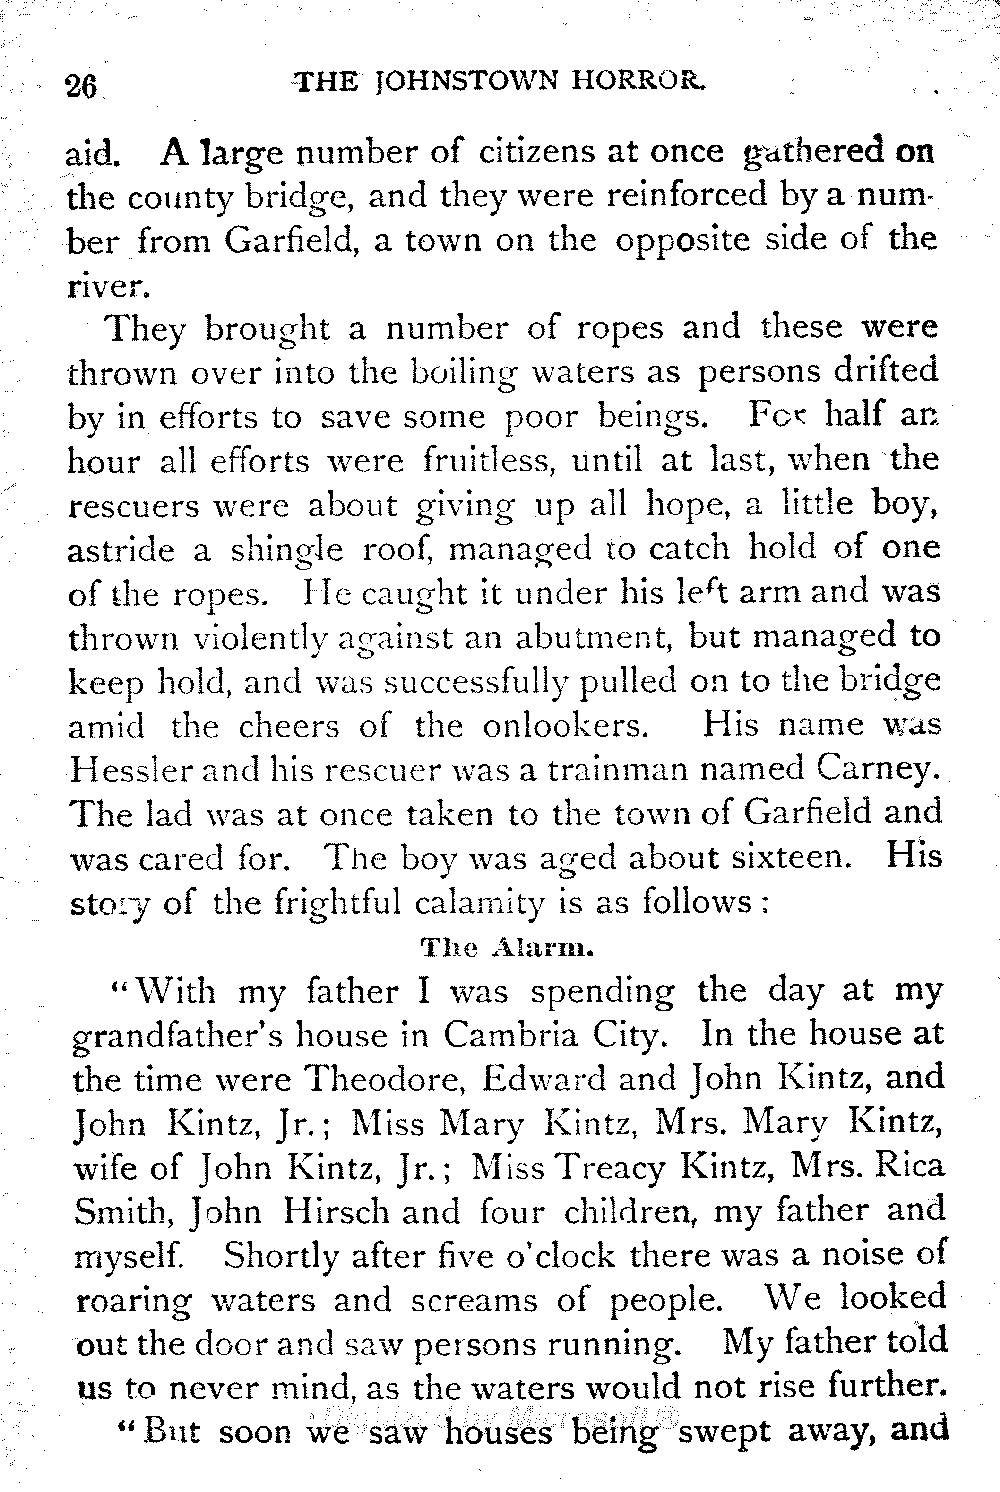 26 THE JOHNSTOWN HORROR.
aid. A large number of citizens at once gathered on
the county bridge, and they were reinforced by a num-
ber from Garfield, a town on the opposite side of the
river.
They brought a number of ropes and these were
thrown over into the boiling waters as persons drifted
by in efforts to save some poor beings. For half an
hour all efforts were fruitless, until at last, when the
rescuers were about giving up all hope, a little boy,
astride a shingle roof, managed to catch hold of one
of the ropes. He caught it under his left arm and was
thrown violently against an abutment, but managed to
keep hold, and was successfully pulled on to the bridge
amid the cheers of the onlookers. His name was
Hessler and his rescuer was a trainman named Carney.
The lad was at once taken to the town of Garfield and
was cared for. The boy was aged about sixteen. His
story of the frightful calamity is as follows :
The Alarm.
"With my father I was spending the day at my
grandfather's house in Cambria City. In the house at
the time were Theodore, Edward and John Kintz, and
John Kintz, Jr.; Miss Mary Kintz, Mrs. Mary Kintz,
wife of John Kintz, Jr.; Miss Treacy Kintz, Mrs. Rica
Smith, John Hirsch and four children, my father and
myself. Shortly after five o'clock there was a noise of
roaring waters and screams of people. We looked
out the door and saw persons running. My father told
us to never mind, as the waters would not rise further.
"But soon we saw houses being swept away, and